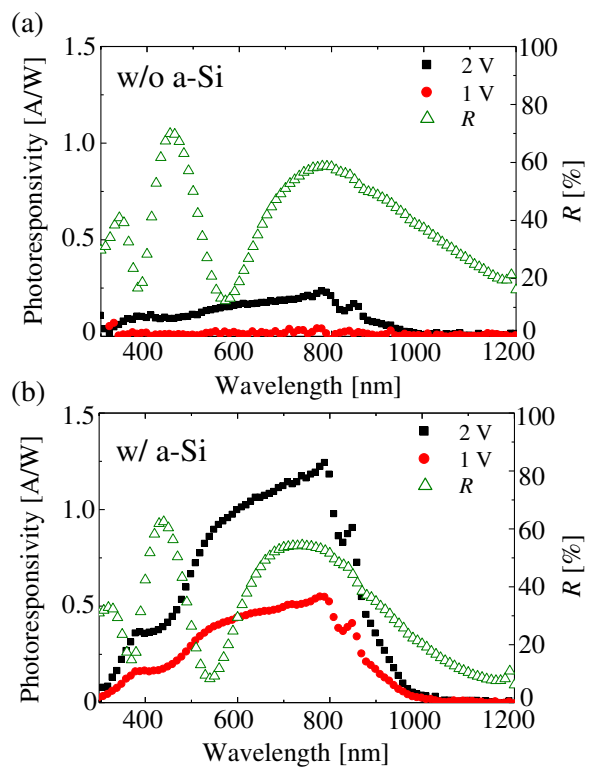 (a)
1.5
1.0
0.5
0
100
80
60
40
20
0
w/o a-Si
2 V
1 V
R
Photoresponsivity [A/W]
R [%]
400 600 800 1000 1200
Wavelength [nm]
(b)
1.5
1.0
0.5
0
100
80
60
40
20
0
w/ a-Si
2 V
1 V
R
Photoresponsivity [A/W]
R [%]
400 600 800 1000 1200
Wavelength [nm]